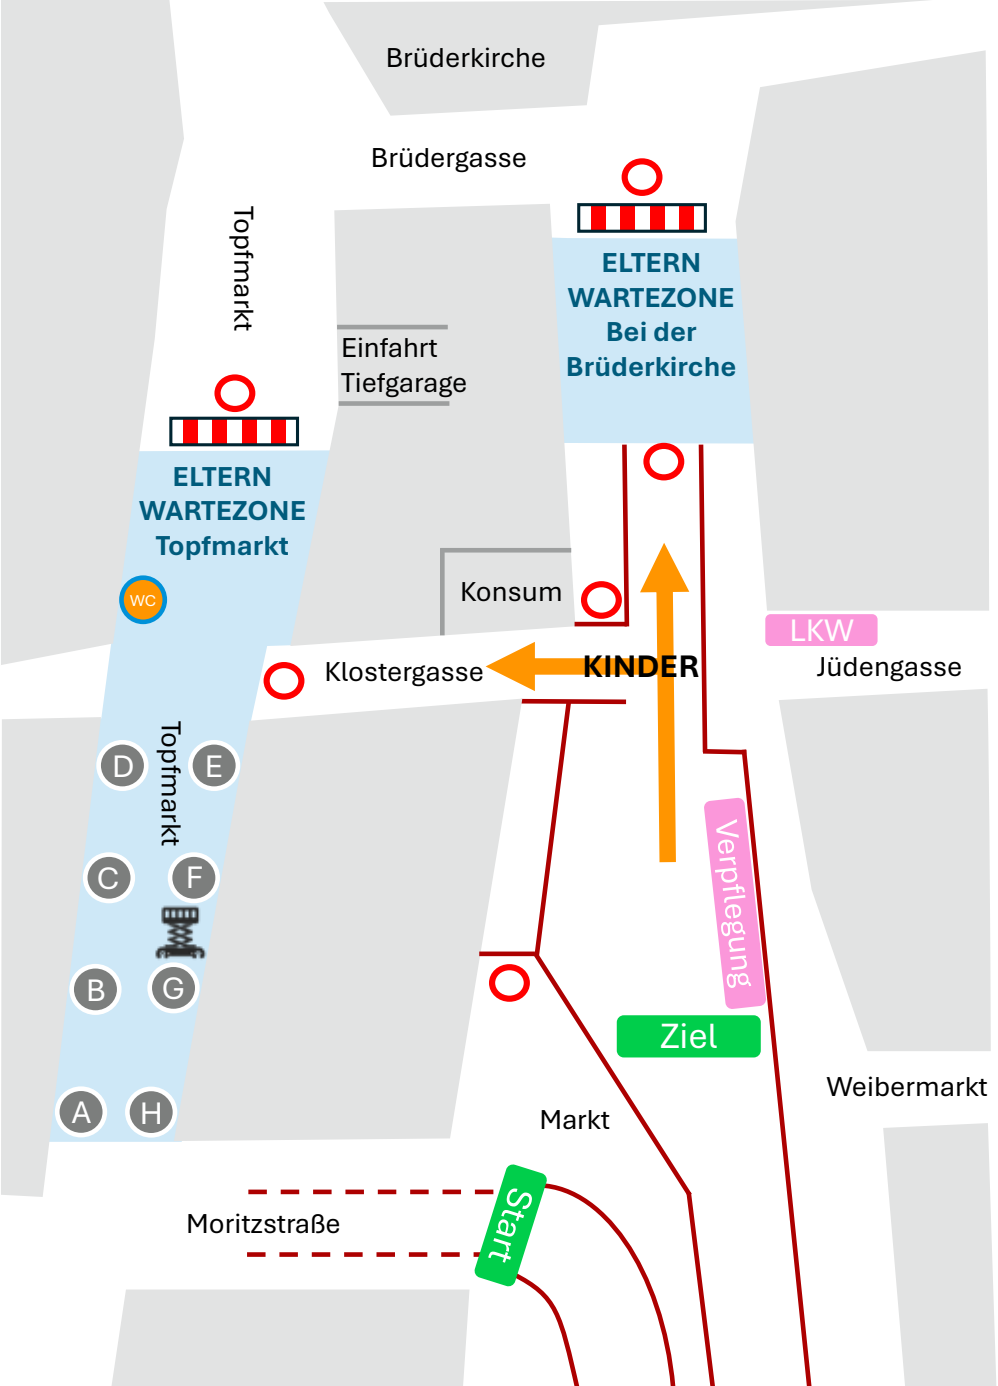 Brüderkirche
Brüdergasse
Topfmarkt
ELTERN
WARTEZONE
Bei der
Brüderkirche
Einfahrt
Tiefgarage
ELTERN
WARTEZONE
Topfmarkt
WC
Konsum
LKW
Klostergasse
KINDER
Jüdengasse
Topfmarkt
D
E
C
F
Verpflegung
B
G
Ziel
Weibermarkt
A
H
Markt
Moritzstraße
Start